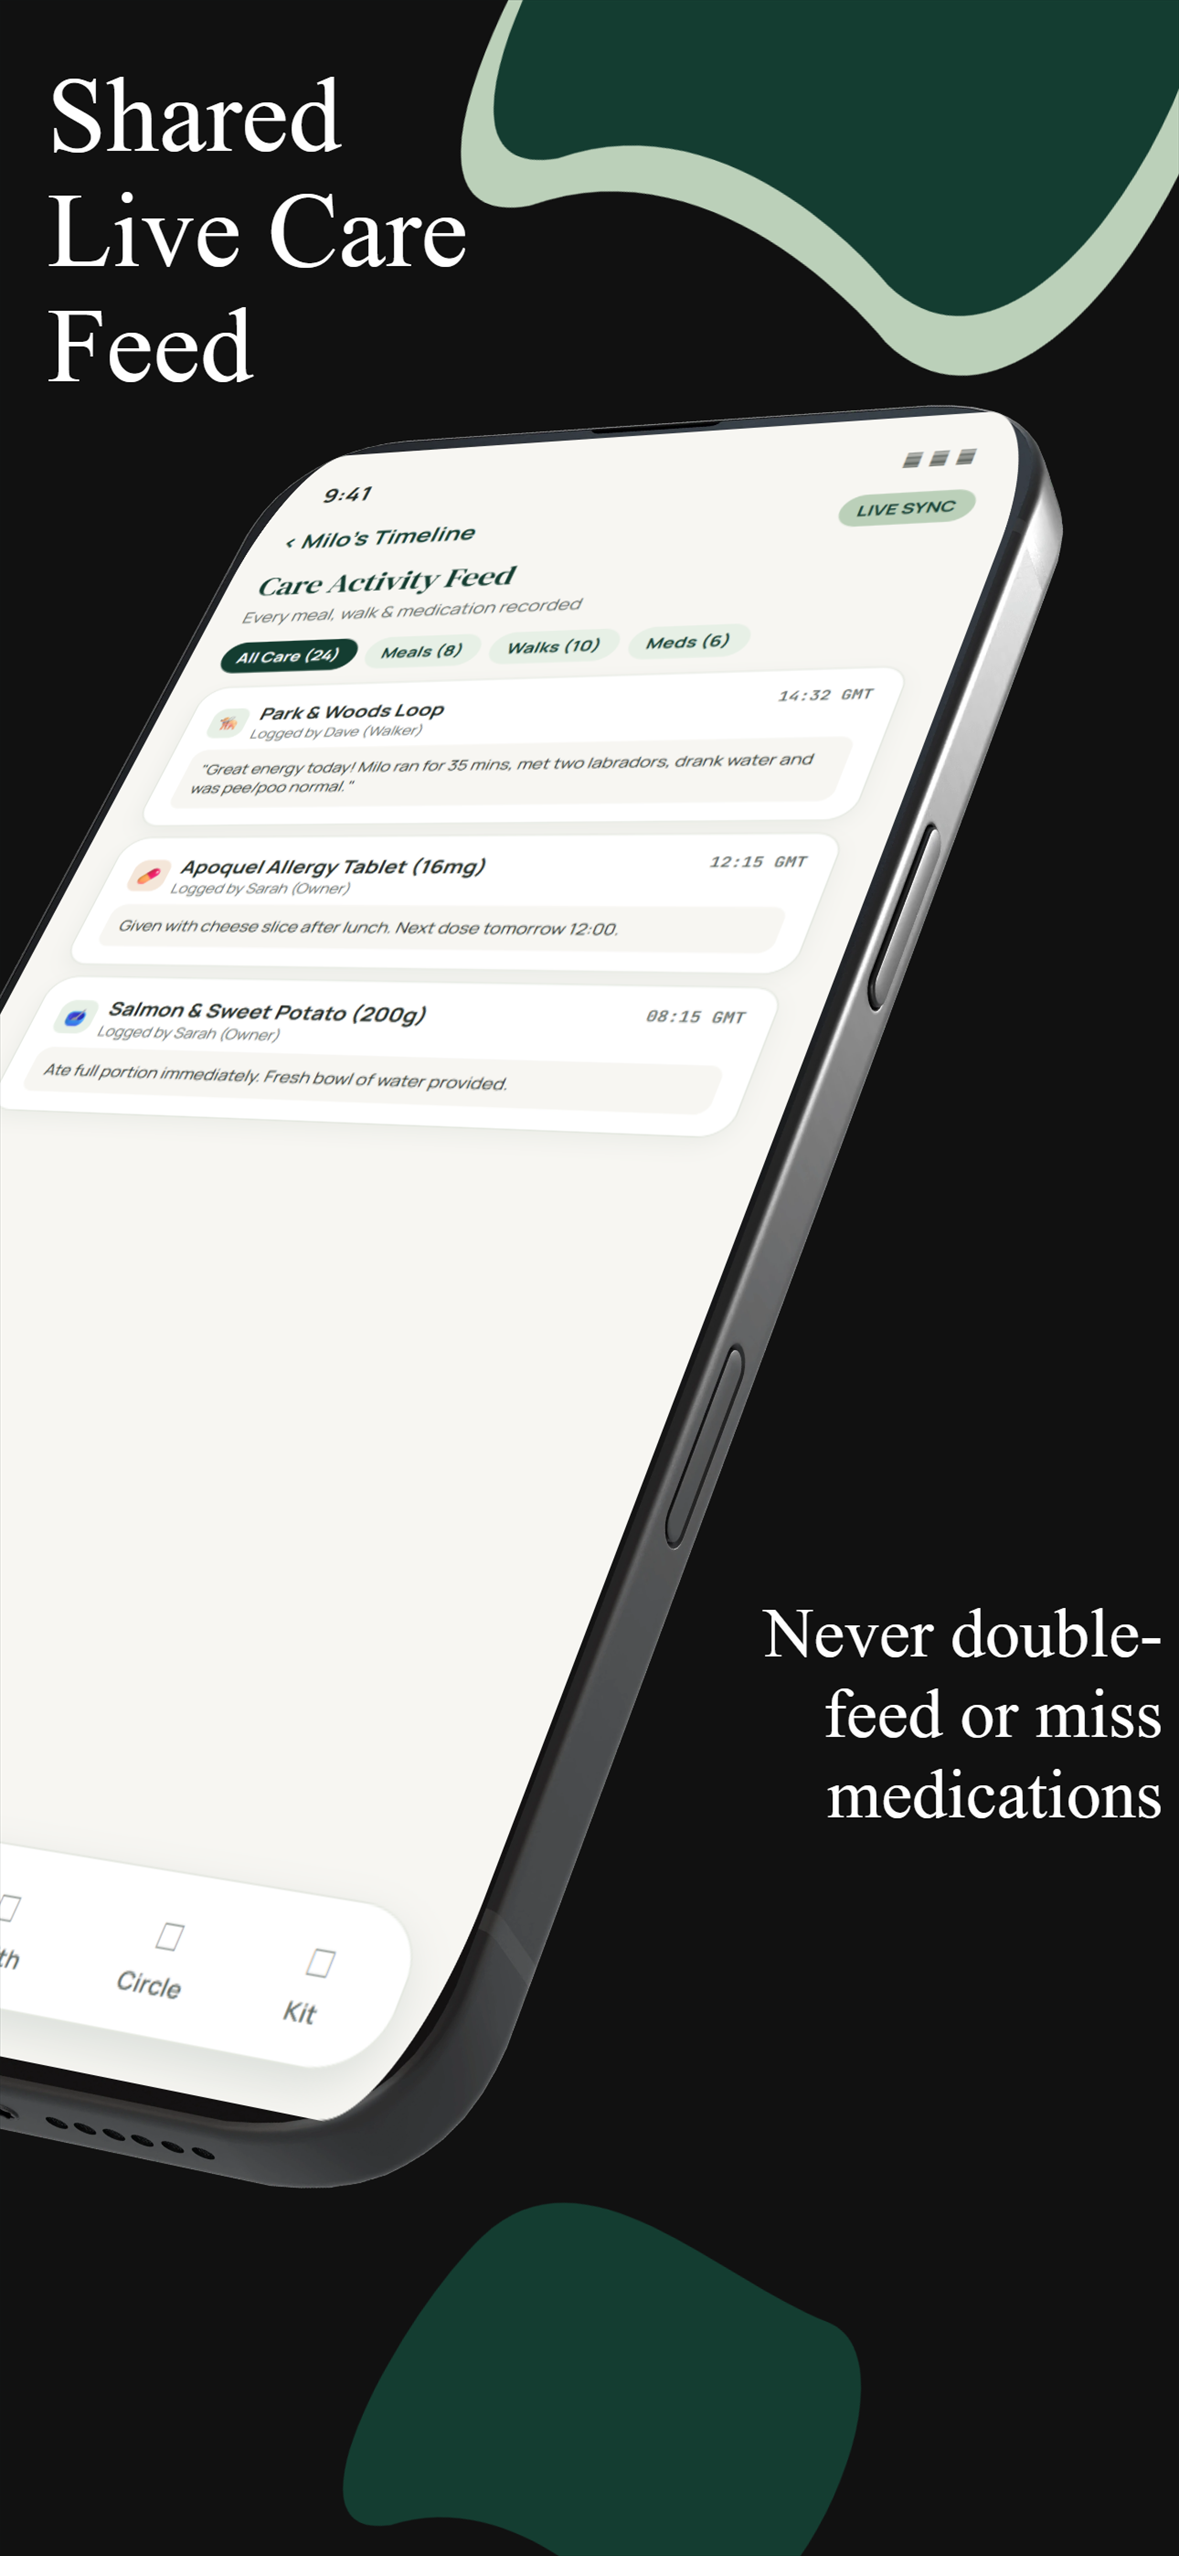 Shared
Live Care
Feed
9:41
LIVE SYNC
‹ Milo's Timeline
Care Activity Feed
Every meal, walk & medication recorded
All Care (24) Meals (8) Walks (10) Meds (6)
Park & Woods Loop 14:32 GMT
Logged by Dave (Walker)
"Great energy today! Milo ran for 35 mins, met two labradors, drank water and
was pee/poo normal."
Apoquel Allergy Tablet (16mg) 12:15 GMT
Logged by Sarah (Owner)
Given with cheese slice after lunch. Next dose tomorrow 12:00.
Salmon & Sweet Potato (200g) 08:15 GMT
Logged by Sarah (Owner)
Ate full portion immediately. Fresh bowl of water provided.
Never double-
feed or miss
medications
th Circle Kit